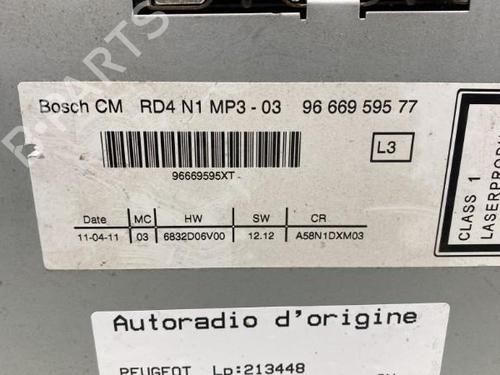 Bosch CM RD4 N1 MP3 - 03 96 669 595 77
L3
96669595XT
Date MC HW SW CR
11-04-11 03 6832D06V00 12.12 A58N1DXM03
CLASS 1
Autoradio d'origine
PEUGEOT Lp:213448
B-PARTS